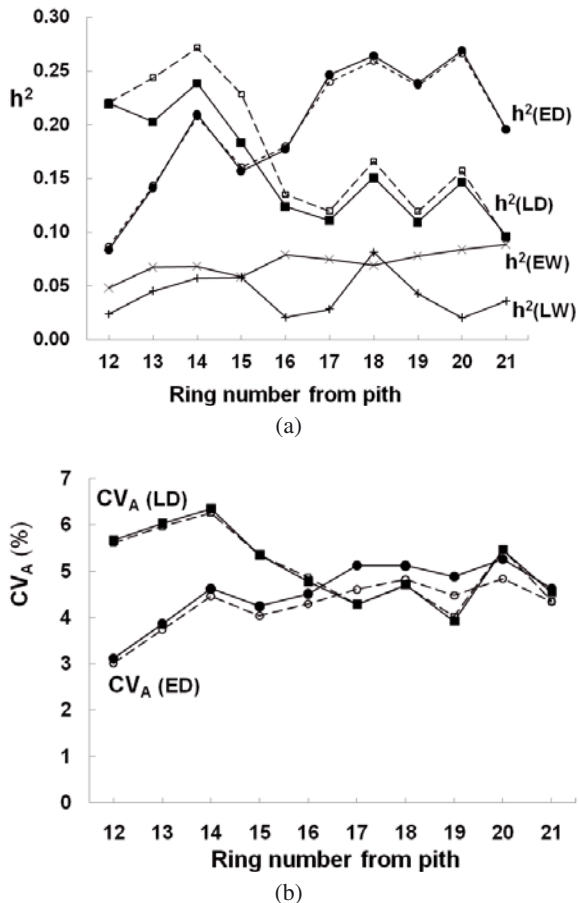 0.30
0.25
h²
0.20
h²(ED)
0.15
h²(LD)
0.10
h²(EW)
0.05
h²(LW)
0.00
12 13 14 15 16 17 18 19 20 21
Ring number from pith
(a)
7
CV_A (LD)
6
5
CV_A (%)
4
3
CV_A (ED)
2
1
0
12 13 14 15 16 17 18 19 20 21
Ring number from pith
(b)